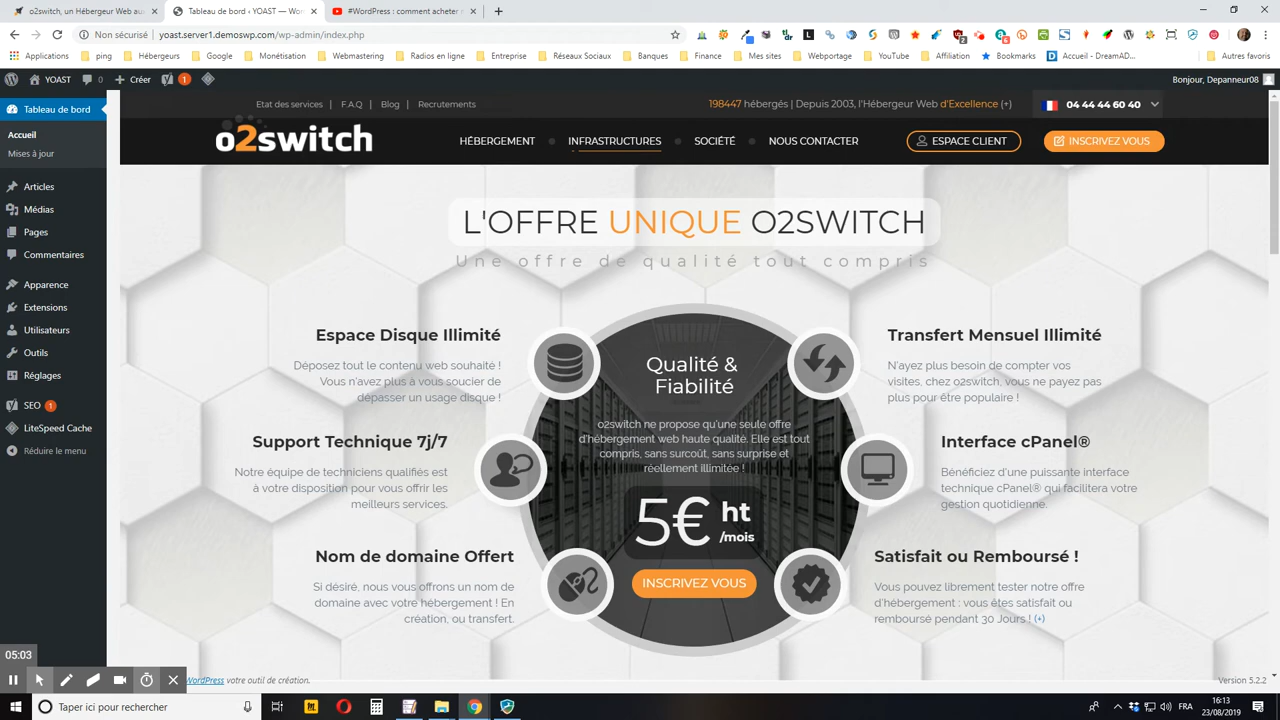 o2switch, un Hébergeur Web au
Tableau de bord ‹ YOAST — Wor
#WordPress : comment acheter
Non sécurisé
yoast.server1.demoswp.com/wp-admin/index.php
Applications
ping
Hébergeurs
Google
Monétisation
Webmastering
Radios en ligne
Entreprise
Réseaux Sociaux
Banques
Finance
Mes sites
Webportage
YouTube
Affiliation
Bookmarks
Accueil – DreamAD...
Autres favoris
YOAST
0
Créer
1
Bonjour, Depanneur08
Tableau de bord
Accueil
Mises à jour
Articles
Médias
Pages
Commentaires
Apparence
Extensions
Utilisateurs
Outils
Réglages
SEO 1
LiteSpeed Cache
Réduire le menu
Etat des services | F.A.Q | Blog | Recrutements
198447 hébergés | Depuis 2003, l'Hébergeur Web d'Excellence (+)
04 44 44 60 40
o2switch
HÉBERGEMENT
INFRASTRUCTURES
SOCIÉTÉ
NOUS CONTACTER
ESPACE CLIENT
INSCRIVEZ VOUS
L'OFFRE UNIQUE O2SWITCH
Une offre de qualité tout compris
Espace Disque Illimité
Déposez tout le contenu web souhaité !
Vous n'avez plus à vous soucier de
dépasser un usage disque !
Support Technique 7j/7
Notre équipe de techniciens qualifiés est
à votre disposition pour vous offrir les
meilleurs services.
Nom de domaine Offert
Si désiré, nous vous offrons un nom de
domaine avec votre hébergement ! En
création, ou transfert.
Qualité &
Fiabilité
o2switch ne propose qu'une seule offre
d'hébergement web haute qualité. Elle est tout
compris, sans surcoût, sans surprise et
réellement illimitée !
5€ ht
/mois
INSCRIVEZ VOUS
Transfert Mensuel Illimité
N'ayez plus besoin de compter vos
visites, chez o2switch, vous ne payez pas
plus pour être populaire !
Interface cPanel®
Bénéficiez d'une puissante interface
technique cPanel® qui facilitera votre
gestion quotidienne.
Satisfait ou Remboursé !
Vous pouvez librement tester notre offre
d'hébergement : vous êtes satisfait ou
remboursé pendant 30 Jours ! (+)
05:03
WordPress votre outil de création.
Version 5.2.2
Taper ici pour rechercher
FRA
16:13
23/08/2019